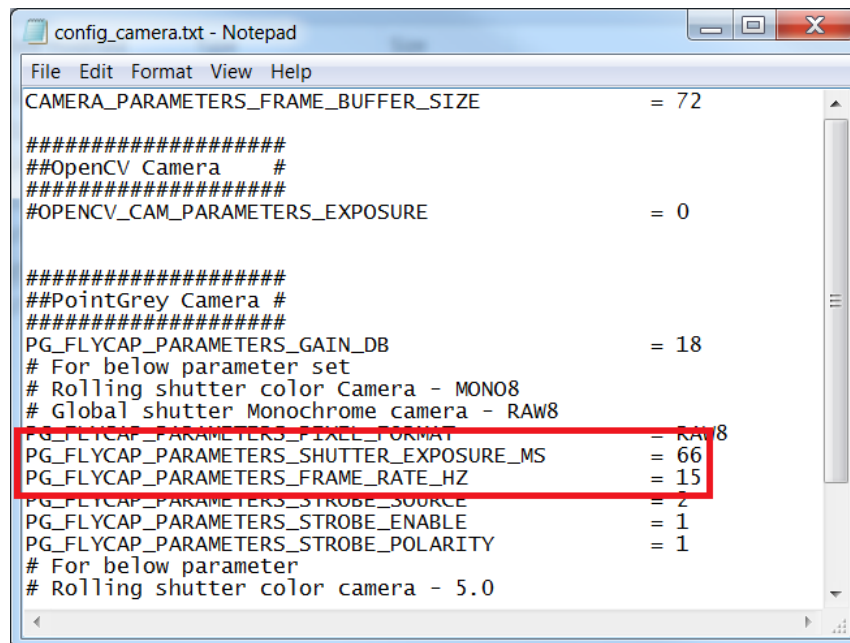 config_camera.txt - Notepad
File Edit Format View Help
CAMERA_PARAMETERS_FRAME_BUFFER_SIZE = 72
####################
##OpenCV Camera #
####################
#OPENCV_CAM_PARAMETERS_EXPOSURE = 0
####################
##PointGrey Camera #
####################
PG_FLYCAP_PARAMETERS_GAIN_DB = 18
# For below parameter set
# Rolling shutter color Camera - MONO8
# Global shutter Monochrome camera - RAW8
PG_FLYCAP_PARAMETERS_PIXEL_FORMAT = RAW8
PG_FLYCAP_PARAMETERS_SHUTTER_EXPOSURE_MS = 66
PG_FLYCAP_PARAMETERS_FRAME_RATE_HZ = 15
PG_FLYCAP_PARAMETERS_STROBE_SOURCE = 2
PG_FLYCAP_PARAMETERS_STROBE_ENABLE = 1
PG_FLYCAP_PARAMETERS_STROBE_POLARITY = 1
# For below parameter
# Rolling shutter color camera - 5.0